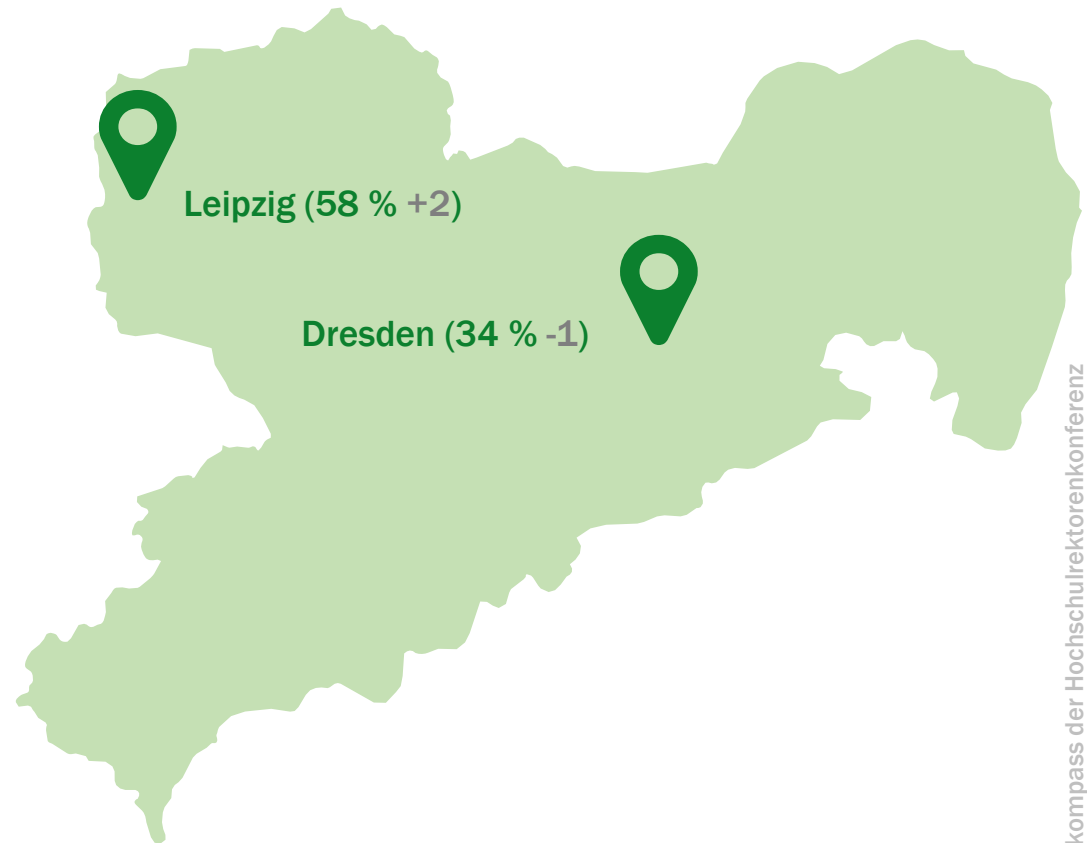 Leipzig (58 % +2)
Dresden (34 % -1)
kompass der Hochschulrektorenkonferenz